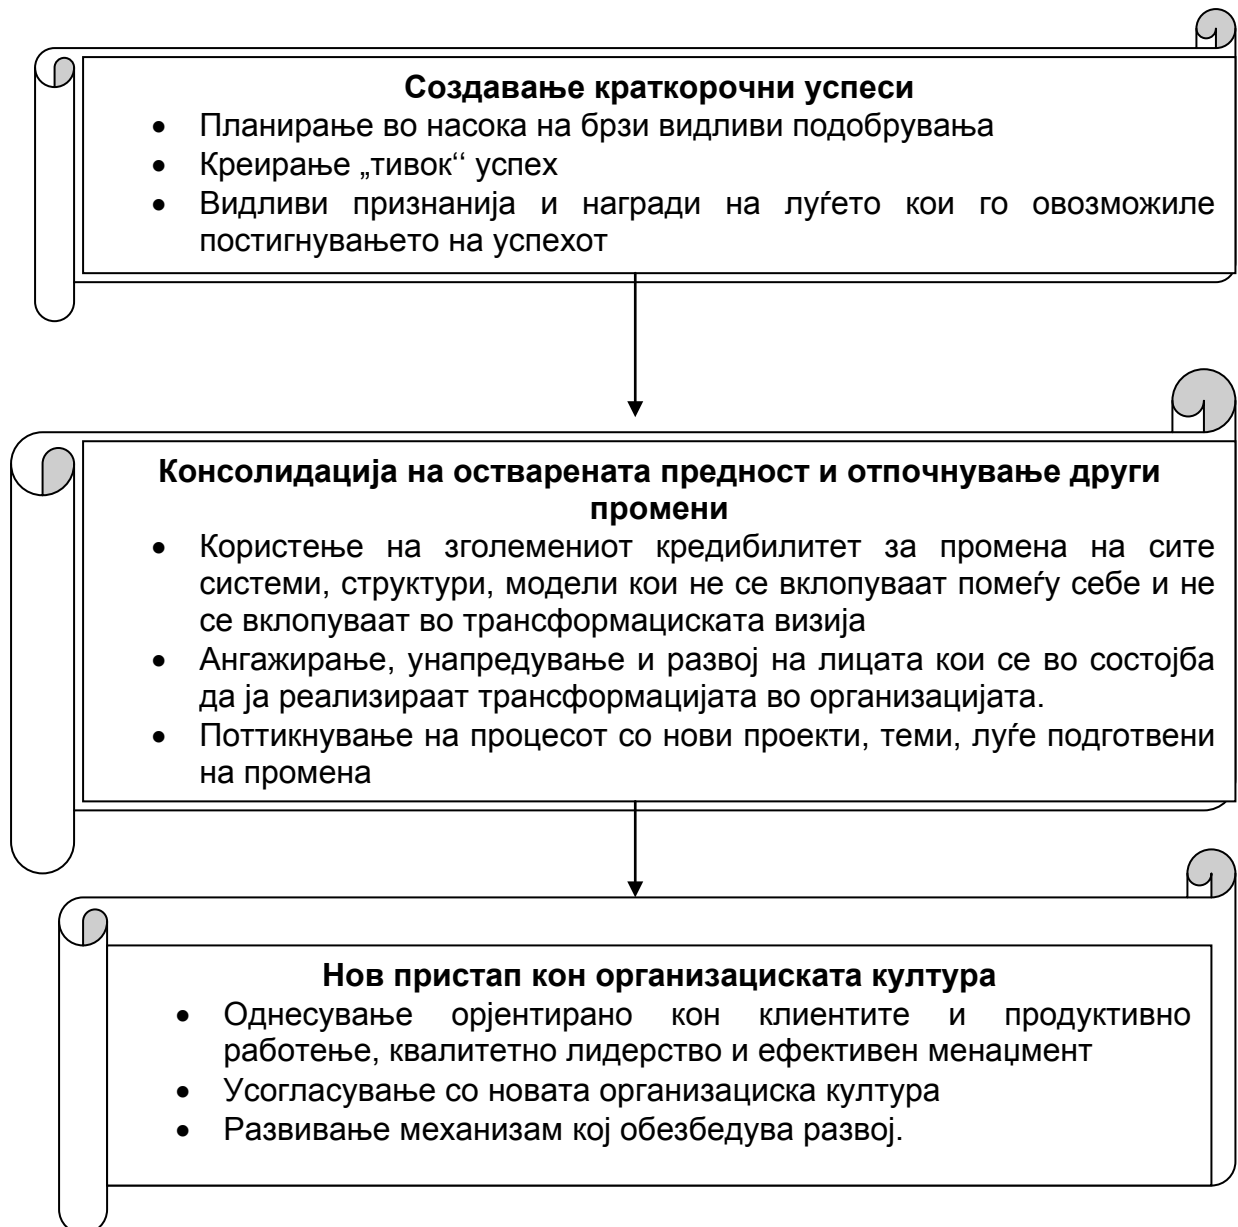 Создавање краткорочни успеси
• Планирање во насока на брзи видливи подобрувања
• Креирање „тивок‘‘ успех
• Видливи признанија и награди на луѓето кои го овозможиле
постигнувањето на успехот
Консолидација на остварената предност и отпочнување други
промени
• Користење на зголемениот кредибилитет за промена на сите
системи, структури, модели кои не се вклопуваат помеѓу себе и не
се вклопуваат во трансформациската визија
• Ангажирање, унапредување и развој на лицата кои се во состојба
да ја реализираат трансформацијата во организацијата.
• Поттикнување на процесот со нови проекти, теми, луѓе подготвени
на промена
Нов пристап кон организациската култура
• Однесување орјентирано кон клиентите и продуктивно
работење, квалитетно лидерство и ефективен менаџмент
• Усогласување со новата организациска култура
• Развивање механизам кој обезбедува развој.